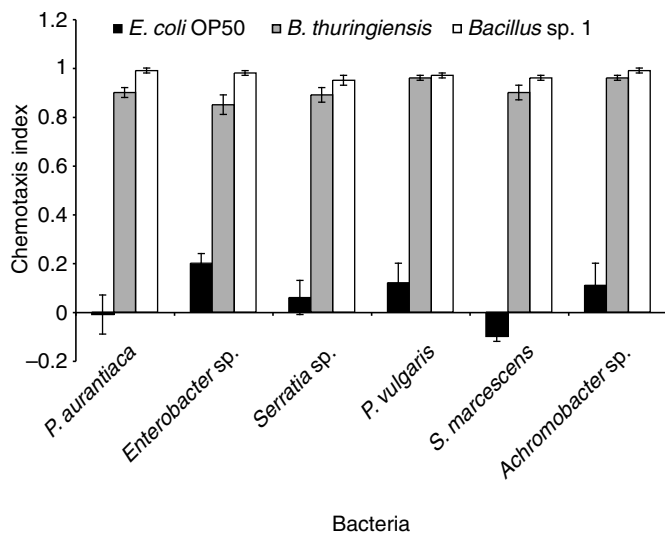 1.2
E. coli OP50 B. thuringiensis Bacillus sp. 1
1
0.8
0.6
0.4
0.2
0
–0.2
Chemotaxis index
P. aurantiaca
Enterobacter sp.
Serratia sp.
P. vulgaris
S. marcescens
Achromobacter sp.
Bacteria